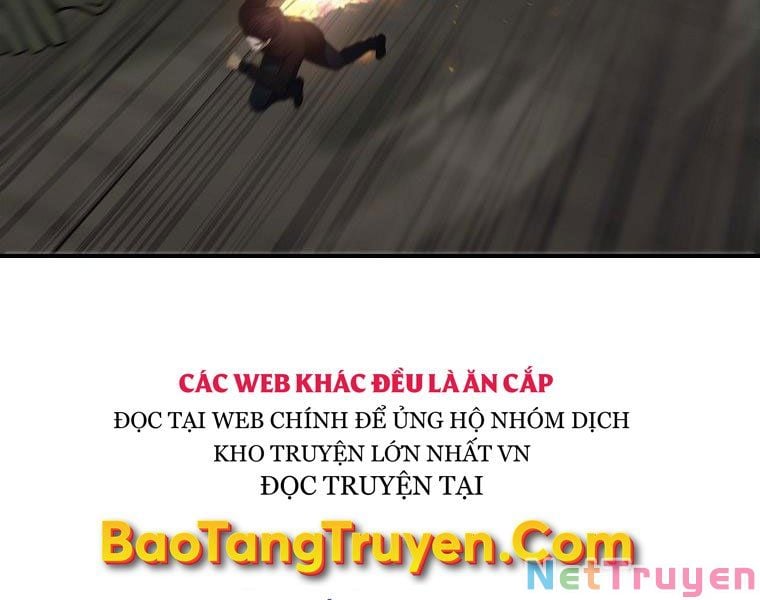 CÁC WEB KHÁC ĐỀU LÀ ĂN CẮP
ĐỌC TẠI WEB CHÍNH ĐỂ ỦNG HỘ NHÓM DỊCH
KHO TRUYỆN LỚN NHẤT VN
ĐỌC TRUYỆN TẠI
BaoTangTruyen.Com
NetTruyen